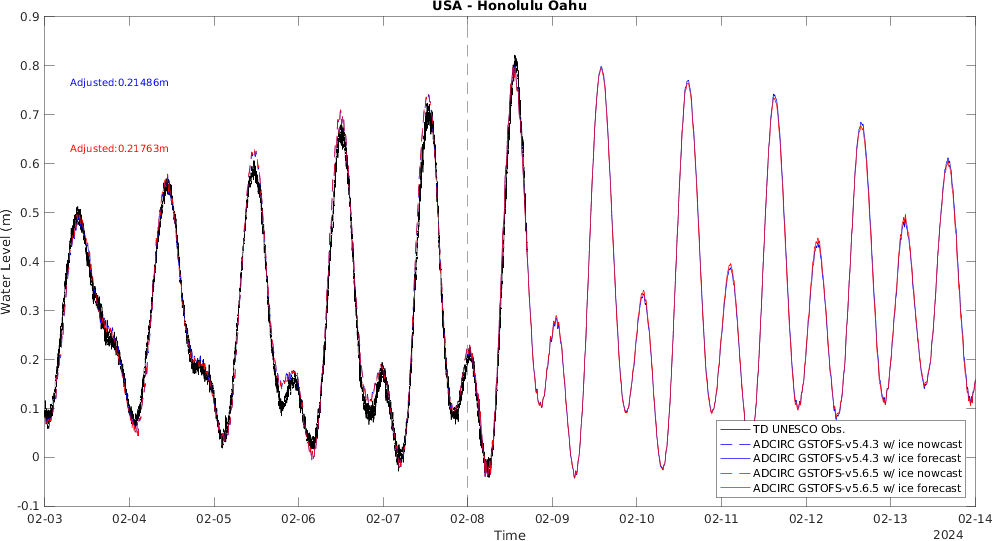 USA - Honolulu Oahu
0.9
0.8
0.7
0.6
0.5
0.4
0.3
0.2
0.1
0
-0.1
Water Level (m)
Adjusted:0.21486m
Adjusted:0.21763m
TD UNESCO Obs.
ADCIRC GSTOFS-v5.4.3 w/ ice nowcast
ADCIRC GSTOFS-v5.4.3 w/ ice forecast
ADCIRC GSTOFS-v5.6.5 w/ ice nowcast
ADCIRC GSTOFS-v5.6.5 w/ ice forecast
02-03 02-04 02-05 02-06 02-07 02-08 02-09 02-10 02-11 02-12 02-13 02-14
Time
2024